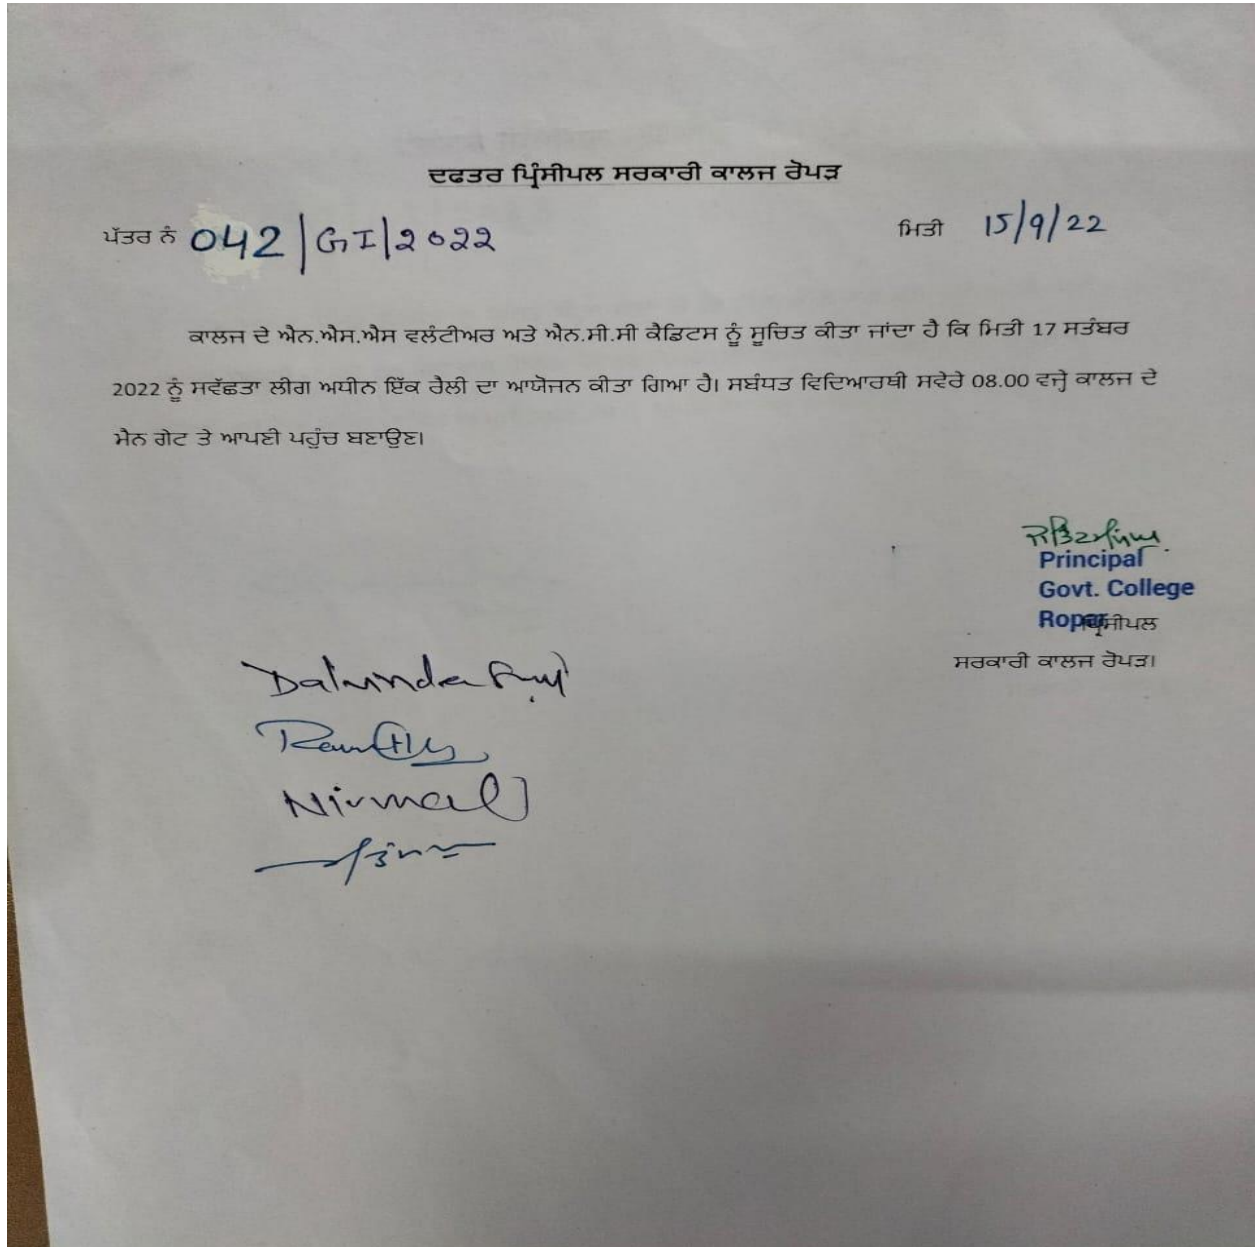 ਦਫਤਰ ਪ੍ਰਿੰਸੀਪਲ ਸਰਕਾਰੀ ਕਾਲਜ ਰੋਪੜ
ਪੱਤਰ ਨੰ 042/GI/2022 ਮਿਤੀ 15/9/22
ਕਾਲਜ ਦੇ ਐਨ.ਐਸ.ਐਸ ਵਲੰਟੀਅਰ ਅਤੇ ਐਨ.ਸੀ.ਸੀ ਕੈਡਿਟਸ ਨੂੰ ਸੂਚਿਤ ਕੀਤਾ ਜਾਂਦਾ ਹੈ ਕਿ ਮਿਤੀ 17 ਸਤੰਬਰ
2022 ਨੂੰ ਸਵੱਛਤਾ ਲੀਗ ਅਧੀਨ ਇੱਕ ਰੈਲੀ ਦਾ ਆਯੋਜਨ ਕੀਤਾ ਗਿਆ ਹੈ। ਸਬੰਧਤ ਵਿਦਿਆਰਥੀ ਸਵੇਰੇ 08.00 ਵਜ੍ਹੇ ਕਾਲਜ ਦੇ
ਮੈਨ ਗੇਟ ਤੇ ਆਪਣੀ ਪਹੁੰਚ ਬਣਾਉਣ।
Principal
Govt. College
Ropar
ਪ੍ਰਿੰਸੀਪਲ
ਸਰਕਾਰੀ ਕਾਲਜ ਰੋਪੜ।
Nirmal